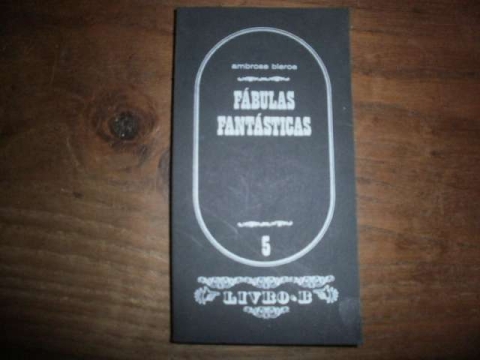 ambrose bierce
FÁBULAS
FANTÁSTICAS
5
LIVRO-B